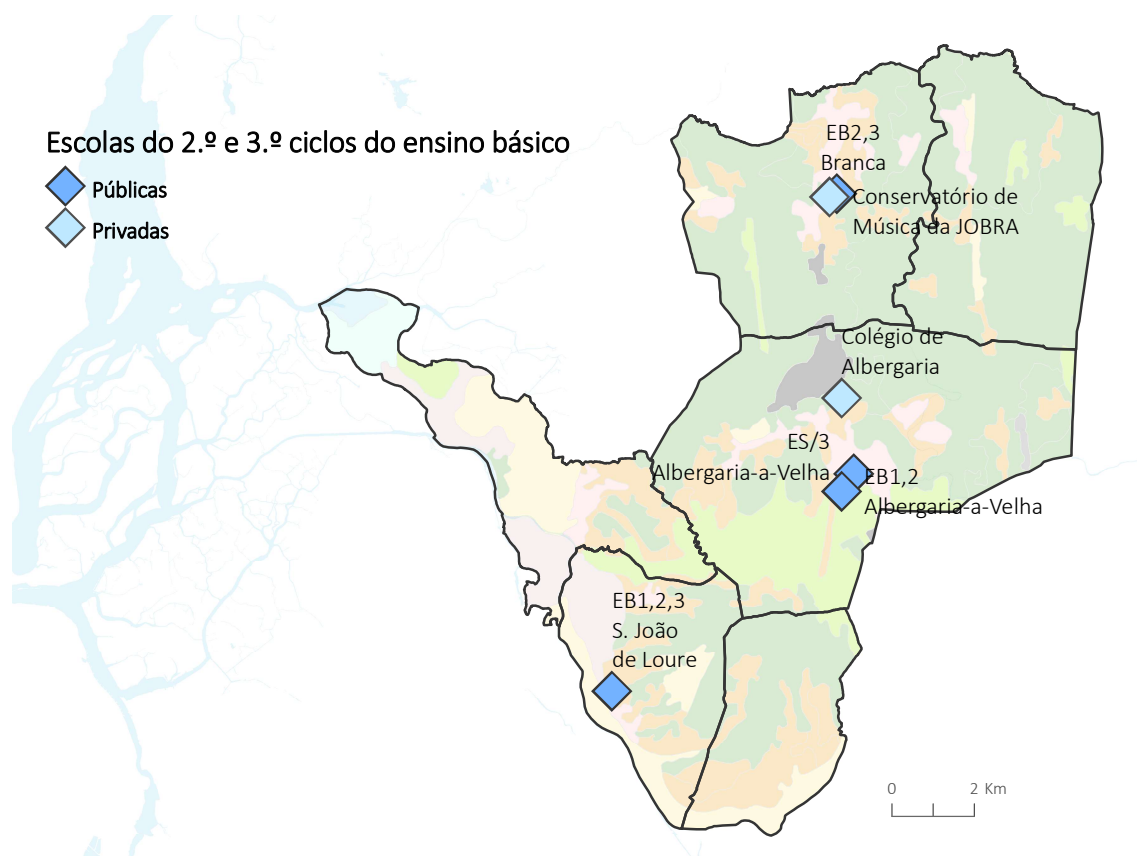 Escolas do 2.º e 3.º ciclos do ensino básico
Públicas
Privadas
EB2,3
Branca
Conservatório de
Música da JOBRA
Colégio de
Albergaria
ES/3
Albergaria-a-Velha
EB1,2
Albergaria-a-Velha
EB1,2,3
S. João
de Loure
0 2 Km